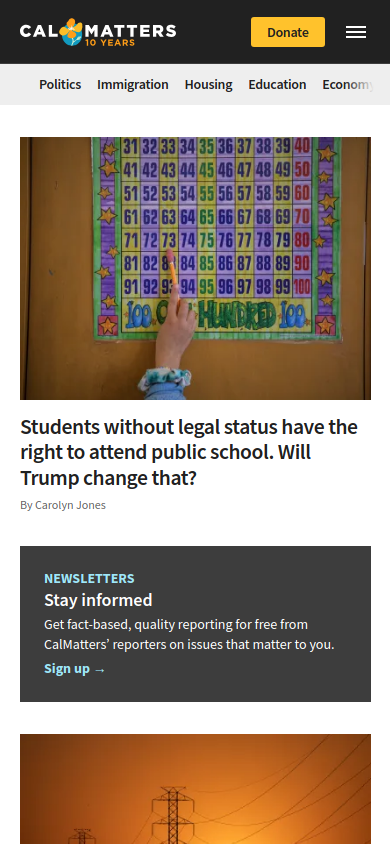 CALMATTERS
10 YEARS
Donate
Politics Immigration Housing Education Economy
31 32 33 34 35 36 37 38 39 40
41 42 43 44 45 46 47 48 49 50
51 52 53 54 55 56 57 58 59 60
61 62 63 64 65 66 67 68 69 70
71 72 73 74 75 76 77 78 79 80
81 82 85 86 87 88 89 90
91 92 94 95 96 97 98 99 100
100 HUNDRED 100
Students without legal status have the
right to attend public school. Will
Trump change that?
By Carolyn Jones
NEWSLETTERS
Stay informed
Get fact-based, quality reporting for free from
CalMatters’ reporters on issues that matter to you.
Sign up →